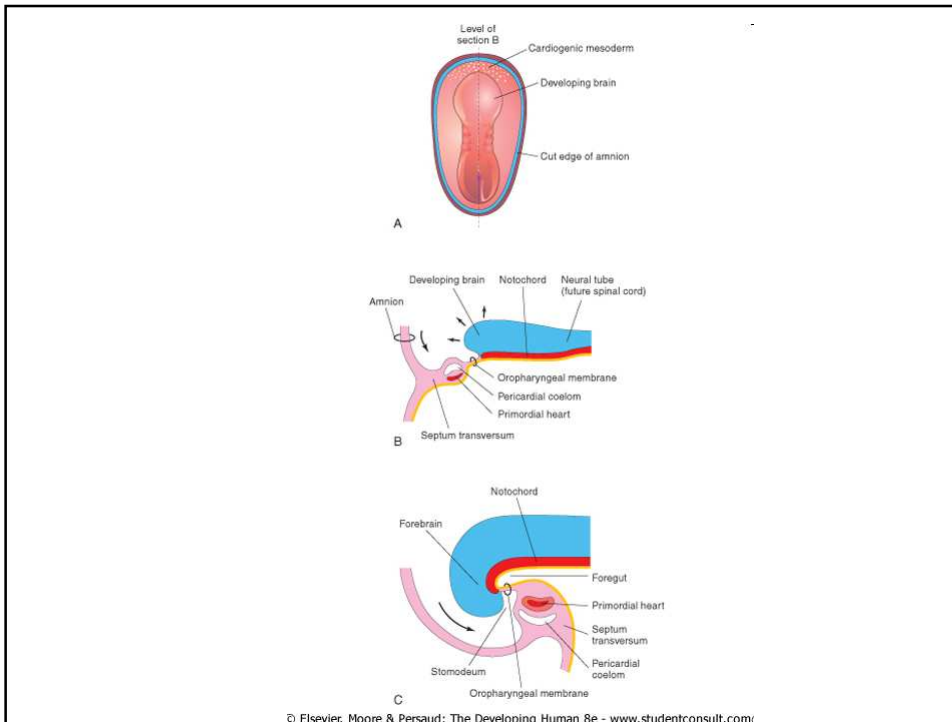 Level of
section B
Cardiogenic mesoderm
Developing brain
Cut edge of amnion
A
Developing brain
Notochord
Neural tube
(future spinal cord)
Amnion
Oropharyngeal membrane
Pericardial coelom
Primordial heart
Septum transversum
B
Notochord
Forebrain
Foregut
Primordial heart
Septum
transversum
Pericardial
coelom
Stomodeum
Oropharyngeal membrane
C
© Elsevier. Moore & Persaud: The Developing Human 8e - www.studentconsult.com